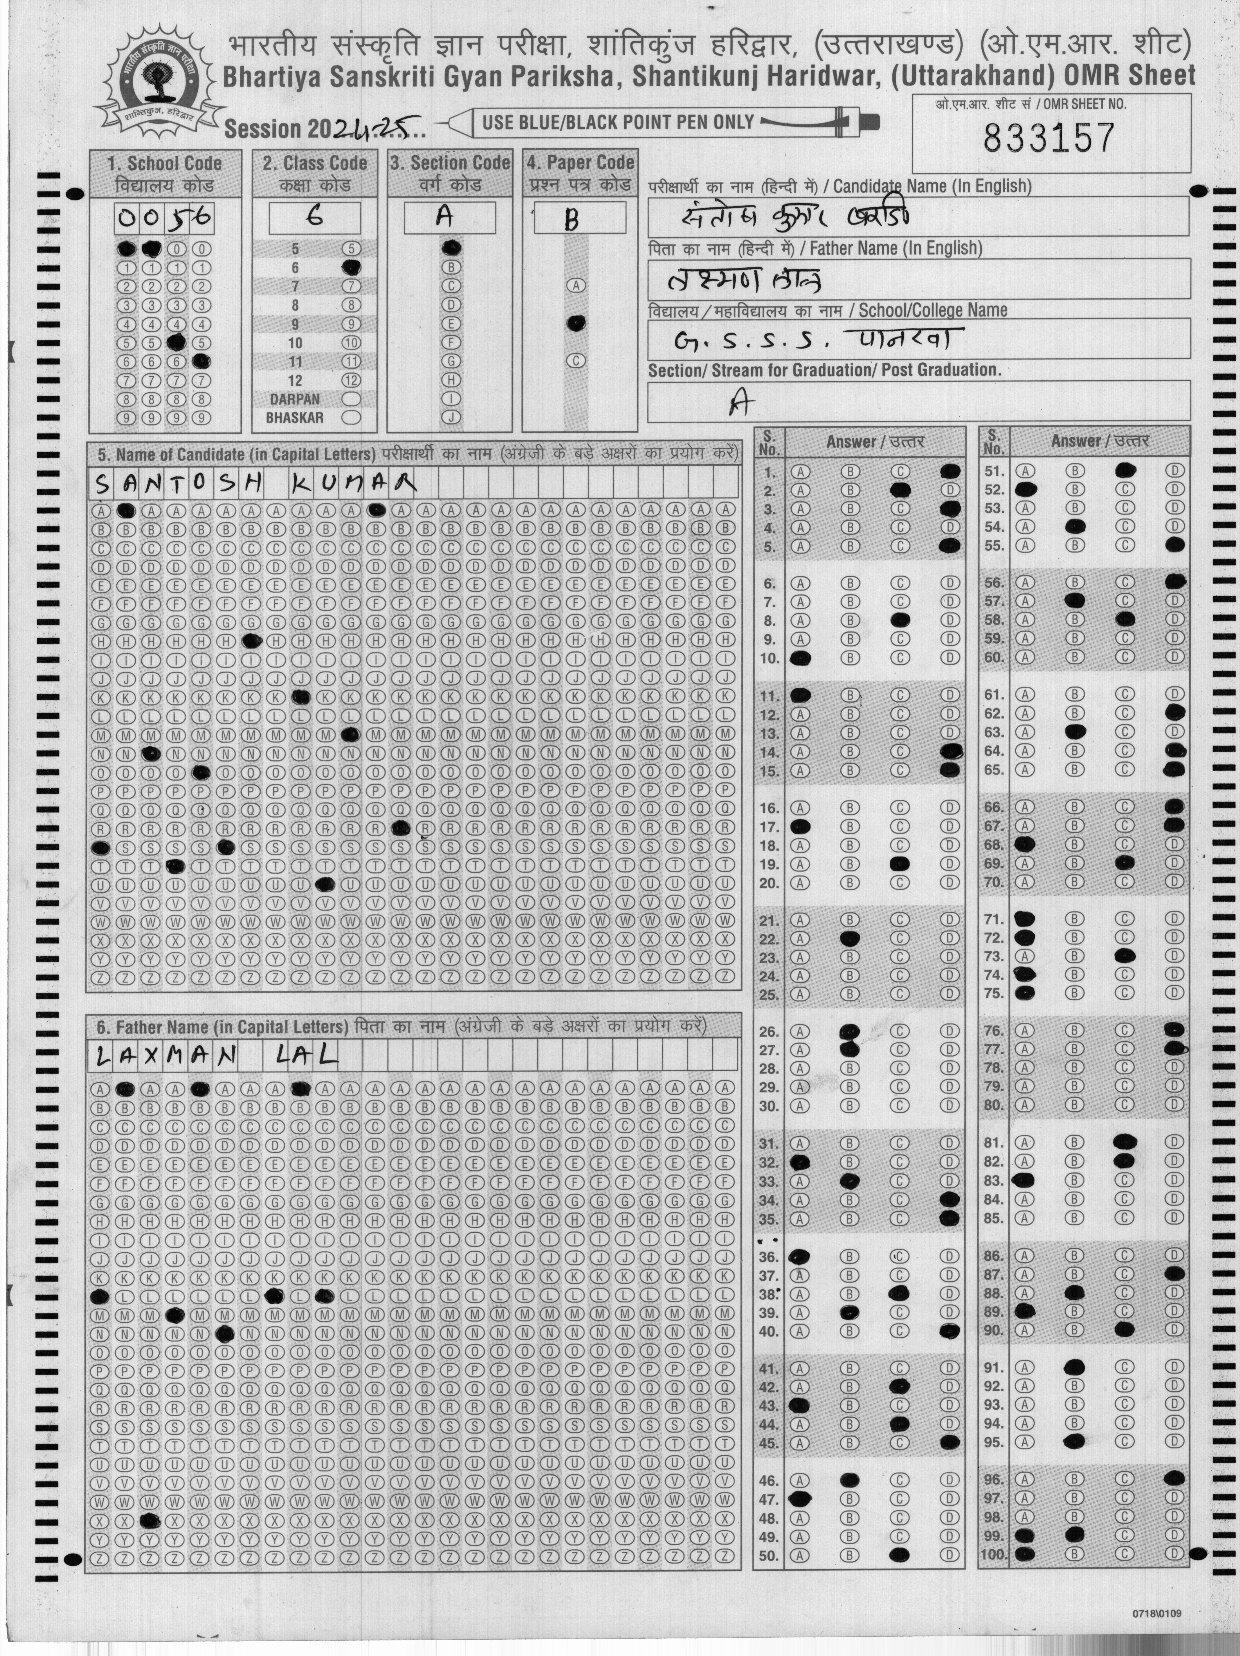 भारतीय संस्कृति ज्ञान परीक्षा, शांतिकुंज हरिद्वार, (उत्तराखण्ड) (ओ.एम.आर. शीट)
Bhartiya Sanskriti Gyan Pariksha, Shantikunj Haridwar, (Uttarakhand) OMR Sheet
Session 2024-25
USE BLUE/BLACK POINT PEN ONLY
ओ.एम.आर. शीट सं / OMR SHEET NO.
833157
1. School Code
विद्यालय कोड
0056
2. Class Code
कक्षा कोड
6
5
6
7
8
9
10
11
12
DARPAN
BHASKAR
3. Section Code
वर्ग कोड
A
4. Paper Code
प्रश्न पत्र कोड
B
परीक्षार्थी का नाम (हिन्दी में) / Candidate Name (In English)
संतोष कुमार
पिता का नाम (हिन्दी में) / Father Name (In English)
लक्ष्मण लाल
विद्यालय / महाविद्यालय का नाम / School/College Name
G. S. S. S. पानरवा
Section/ Stream for Graduation/ Post Graduation.
A
5. Name of Candidate (in Capital Letters) परीक्षार्थी का नाम (अंग्रेजी के बड़े अक्षरों का प्रयोग करें)
SANTOSH KUMAR
6. Father Name (in Capital Letters) पिता का नाम (अंग्रेजी के बड़े अक्षरों का प्रयोग करें)
LAXMAN LAL
S. No. Answer / उत्तर
S. No. Answer / उत्तर
0718\0109